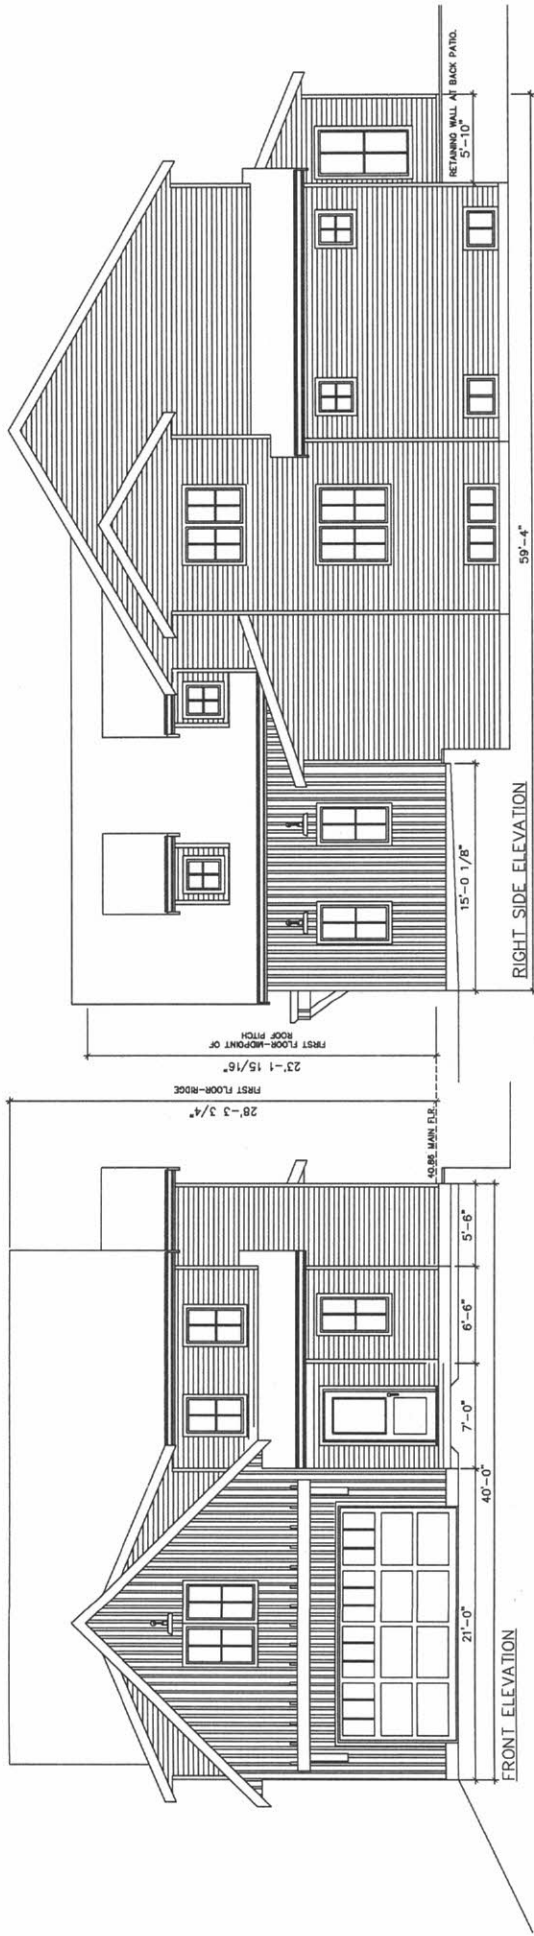 28'-3 3/4"
FIRST FLOOR-RIDGE
23'-1 15/16"
FIRST FLOOR-MIDPOINT OF
ROOF PITCH
40.86 MAIN FLR.
21'-0"
7'-0"
6'-6"
5'-6"
40'-0"
FRONT ELEVATION
RETAINING WALL AT BACK PATIO.
5'-10"
15'-0 1/8"
59'-4"
RIGHT SIDE ELEVATION